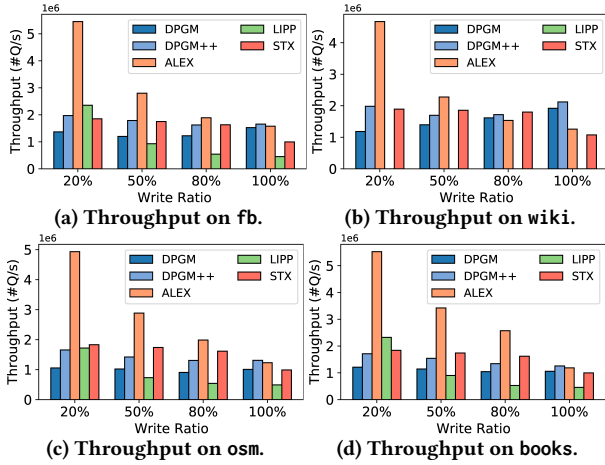 1e6
Throughput (#Q/s)
5
4
3
2
1
0
DPGM
DPGM++
ALEX
LIPP
STX
20% 50% 80% 100%
Write Ratio
(a) Throughput on fb.
1e6
Throughput (#Q/s)
4
3
2
1
0
DPGM
DPGM++
ALEX
LIPP
STX
20% 50% 80% 100%
Write Ratio
(b) Throughput on wiki.
1e6
Throughput (#Q/s)
5
4
3
2
1
0
DPGM
DPGM++
ALEX
LIPP
STX
20% 50% 80% 100%
Write Ratio
(c) Throughput on osm.
1e6
Throughput (#Q/s)
5
4
3
2
1
0
DPGM
DPGM++
ALEX
LIPP
STX
20% 50% 80% 100%
Write Ratio
(d) Throughput on books.